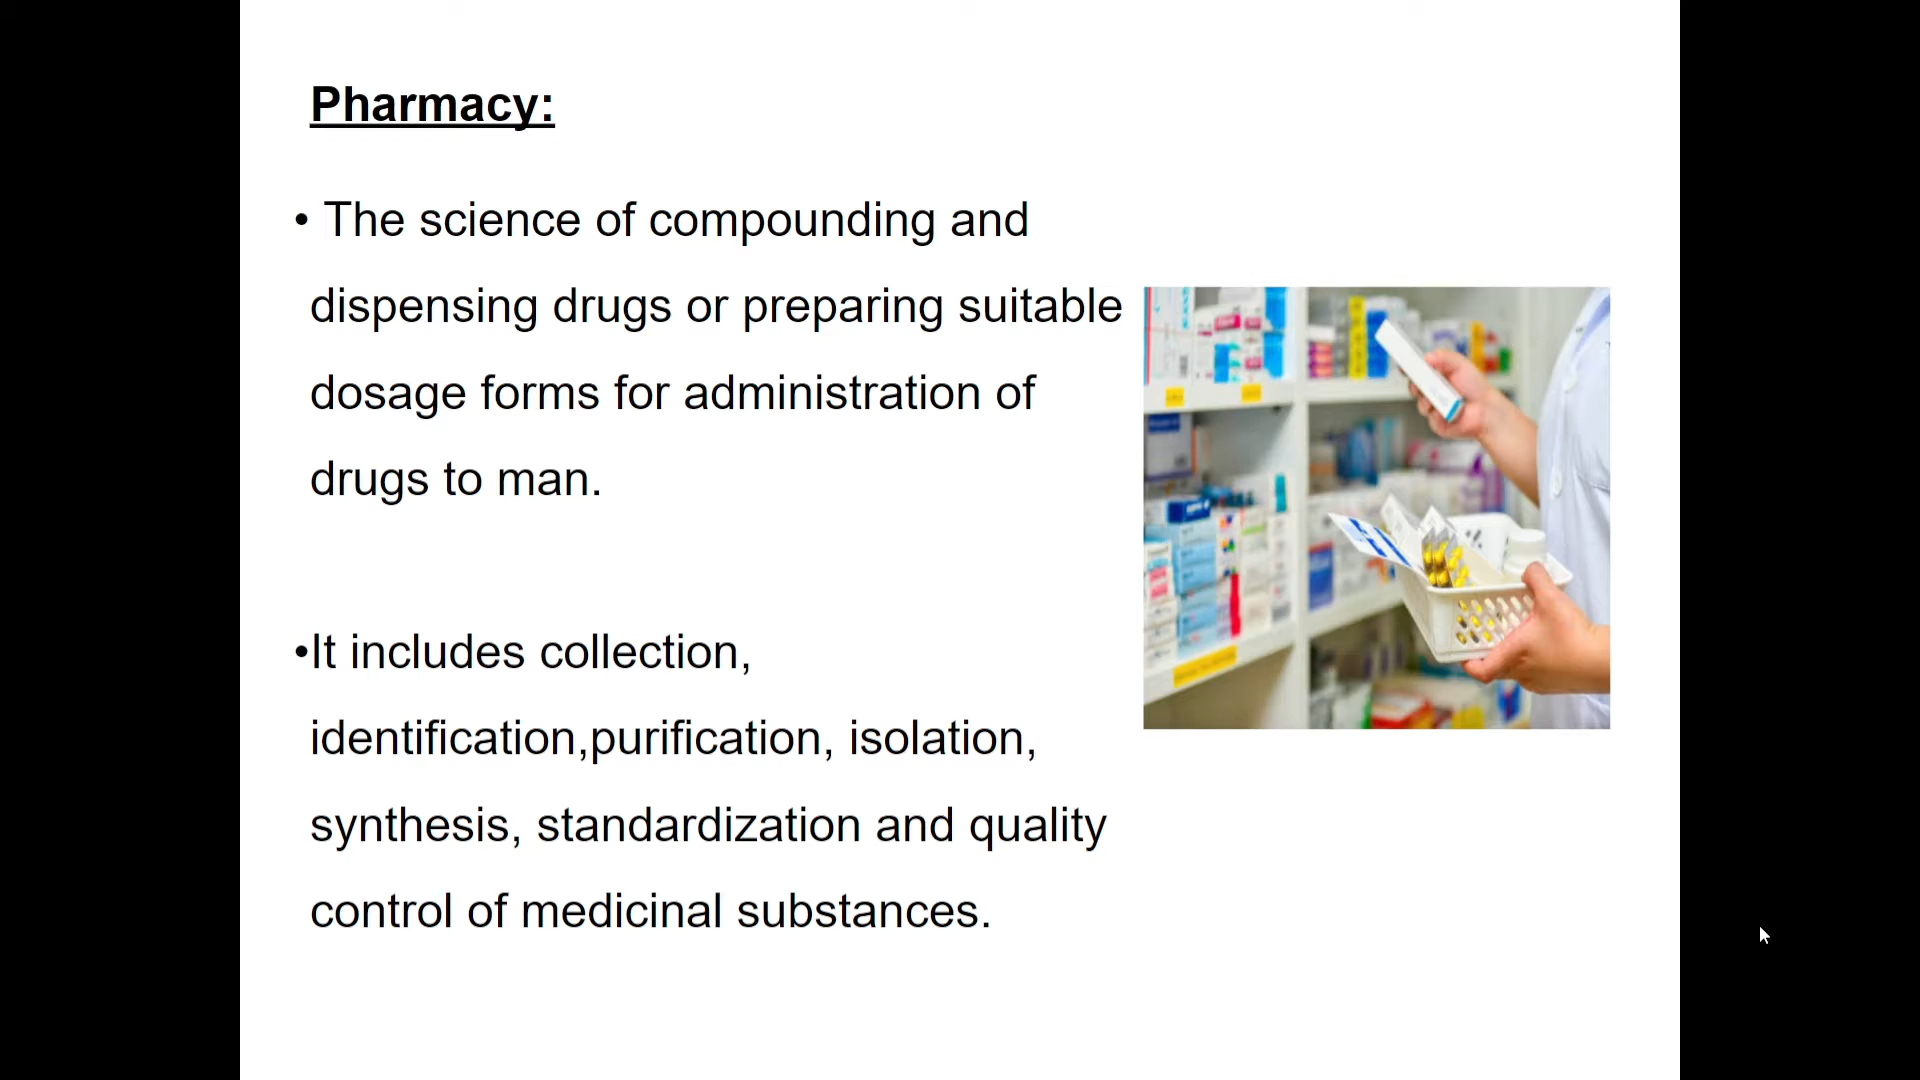 Pharmacy:
• The science of compounding and
dispensing drugs or preparing suitable
dosage forms for administration of
drugs to man.
•It includes collection,
identification,purification, isolation,
synthesis, standardization and quality
control of medicinal substances.